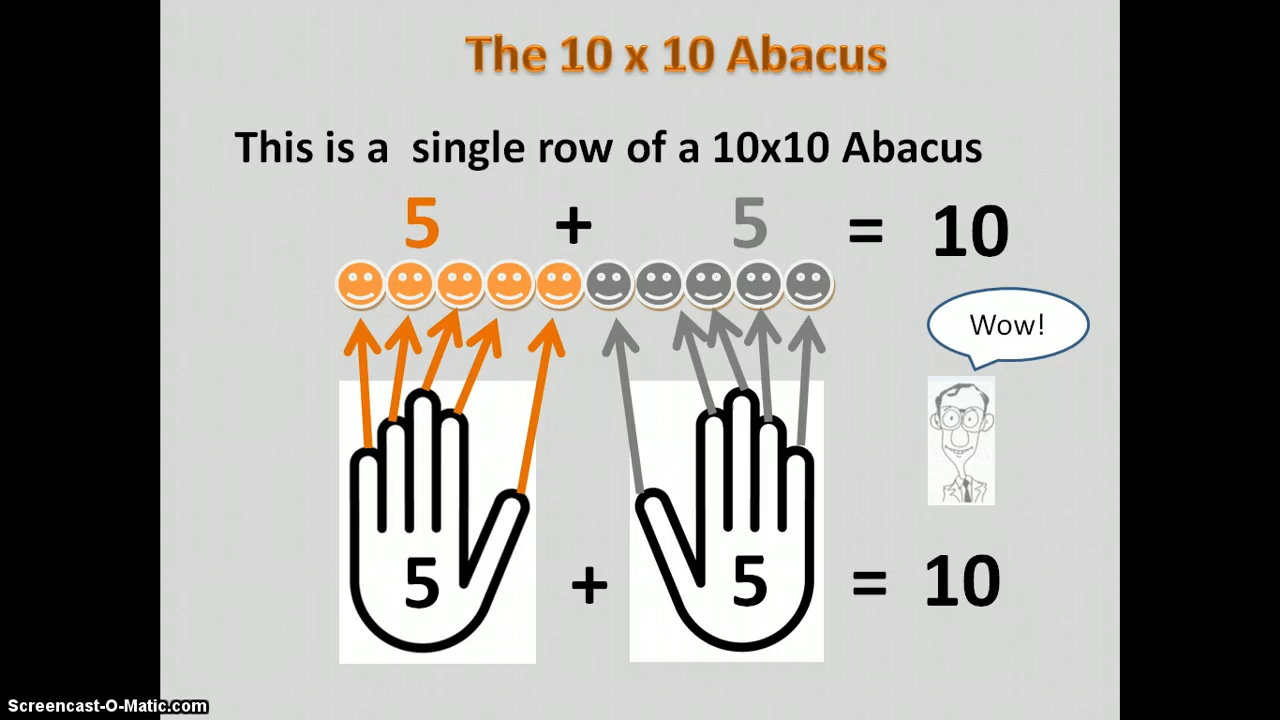 The 10 x 10 Abacus
This is a single row of a 10x10 Abacus
5 + 5 = 10
Wow!
5 + 5 = 10
Screencast-O-Matic.com